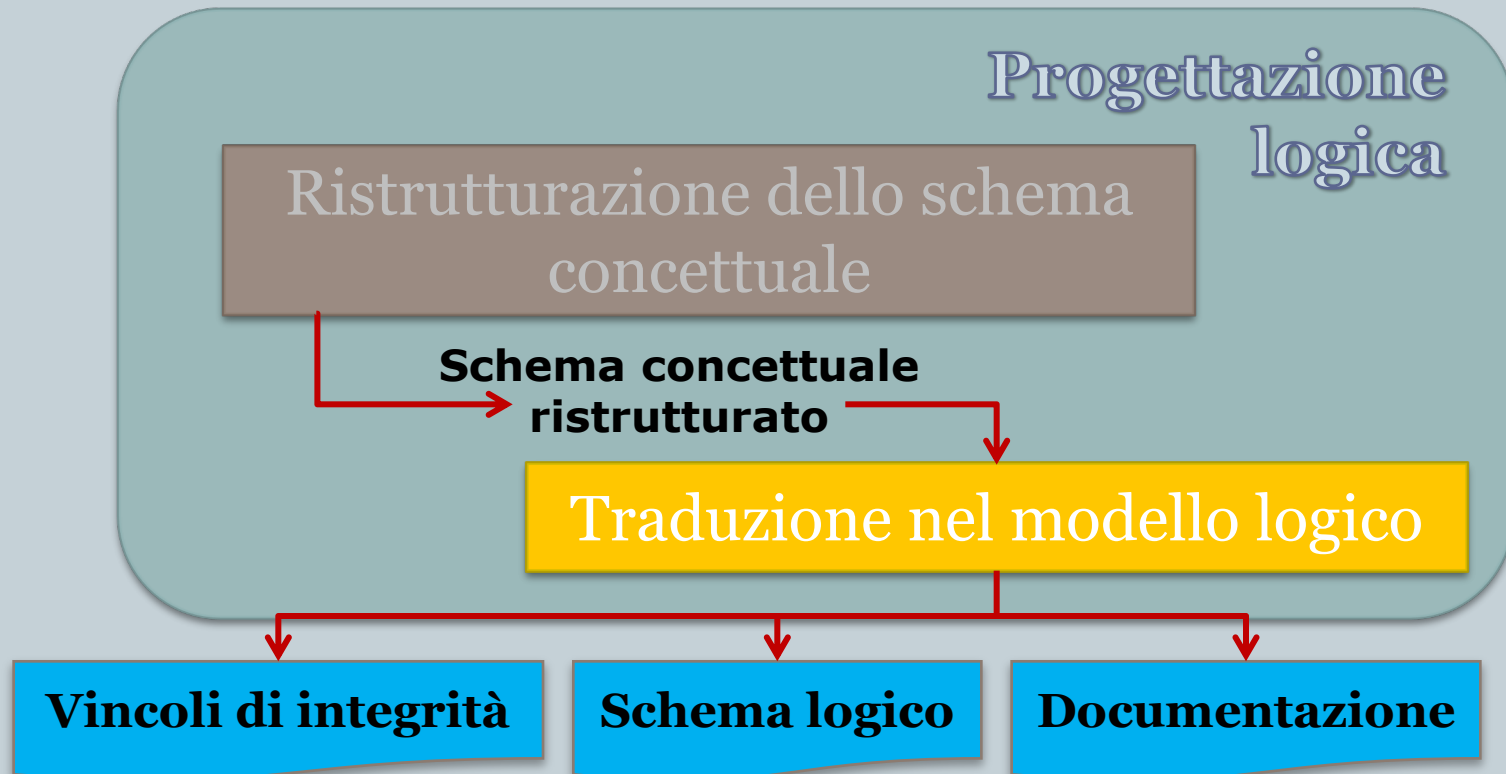 Progettazione
logica
Ristrutturazione dello schema
concettuale
Schema concettuale
ristrutturato
Traduzione nel modello logico
Vincoli di integrità
Schema logico
Documentazione